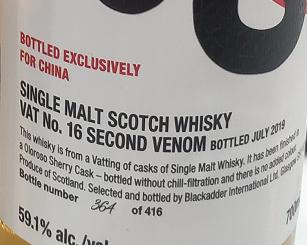 BOTTLED EXCLUSIVELY
FOR CHINA
SINGLE MALT SCOTCH WHISKY
VAT No. 16 SECOND VENOM BOTTLED JULY 2019
This whisky is from a Vatting of casks of Single Malt Whisky. It has been finished in
a Oloroso Sherry Cask – bottled without chill-filtration and there is no added colour.
Produce of Scotland. Selected and bottled by Blackadder International Ltd, Glasgow
Bottle number 364 of 416
59.1% alc./vol
700